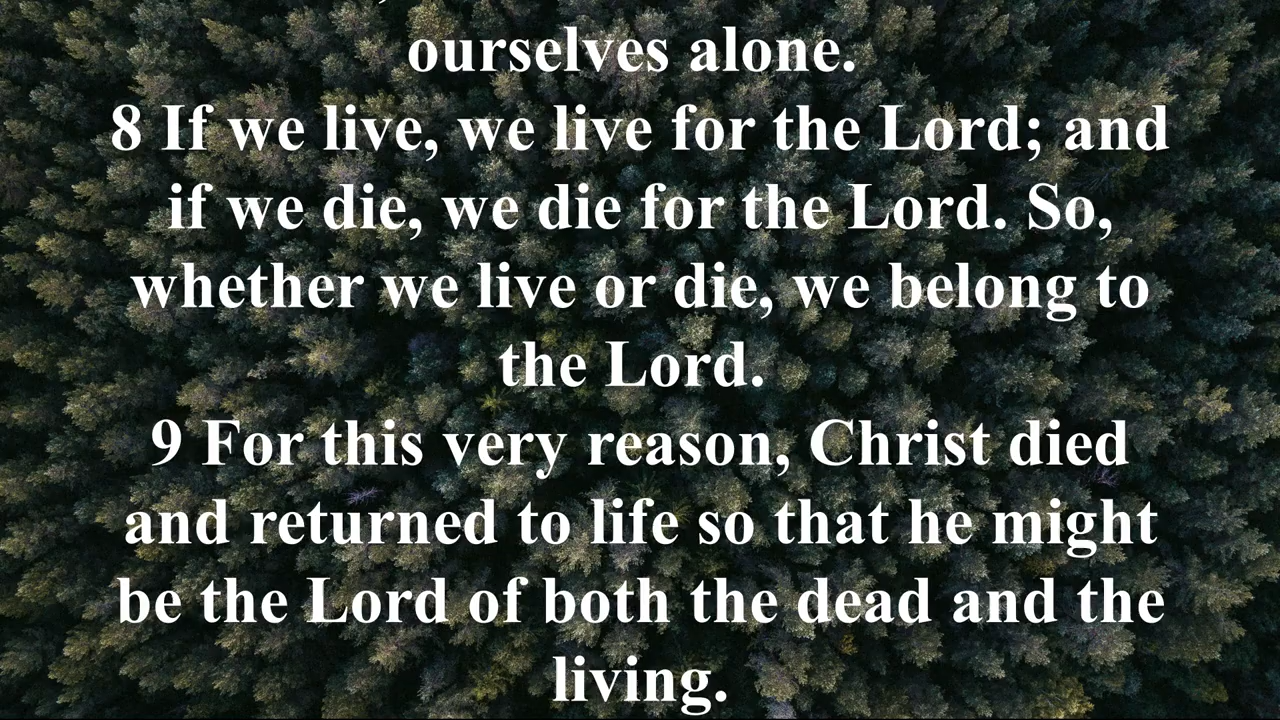 ourselves alone.
8 If we live, we live for the Lord; and
if we die, we die for the Lord. So,
whether we live or die, we belong to
the Lord.
9 For this very reason, Christ died
and returned to life so that he might
be the Lord of both the dead and the
living.